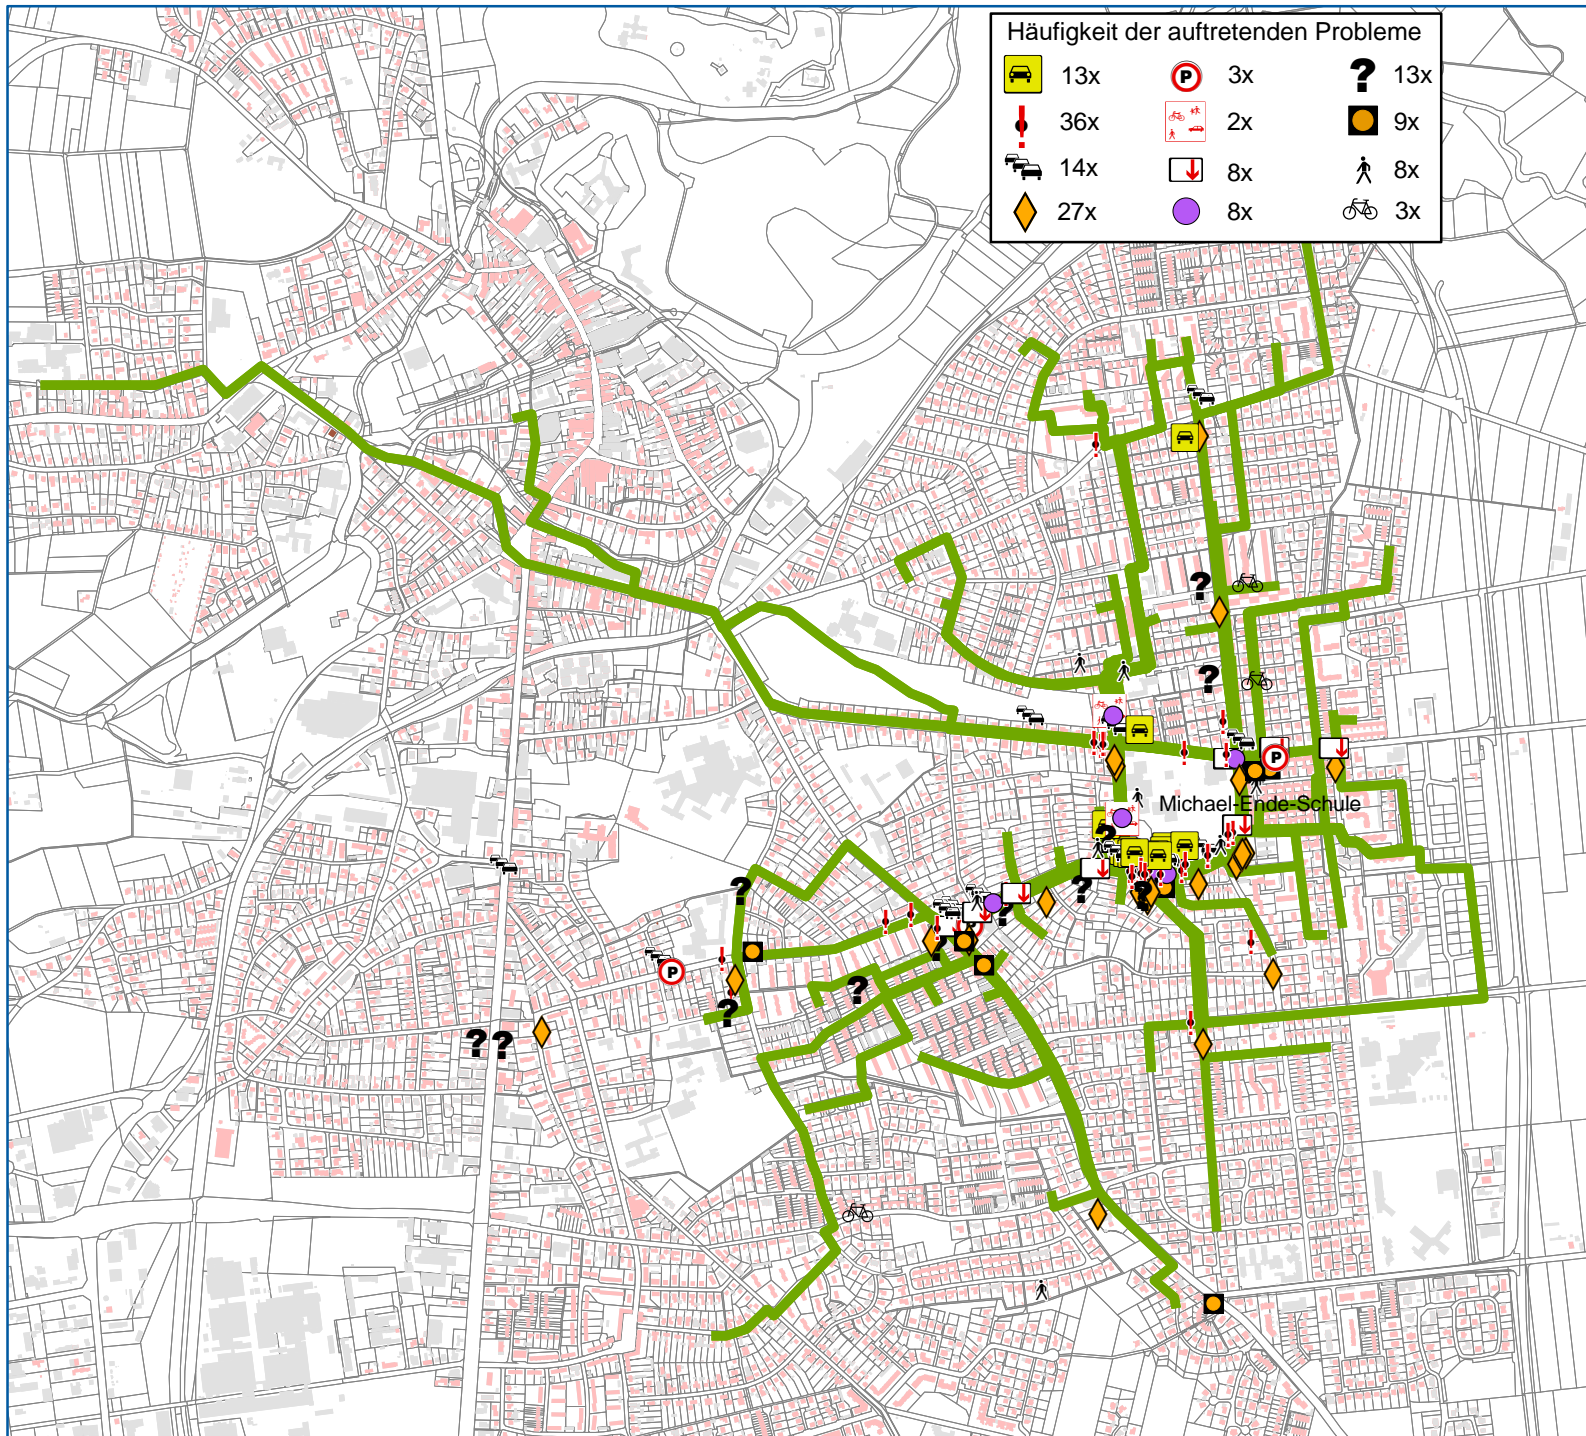 Häufigkeit der auftretenden Probleme
13x P 3x ? 13x
36x 2x 9x
14x 8x 8x
27x 8x 3x
?
?
P
Michael-Ende-Schule
?
?
?
?
?
?
P
?
?
? ?
?